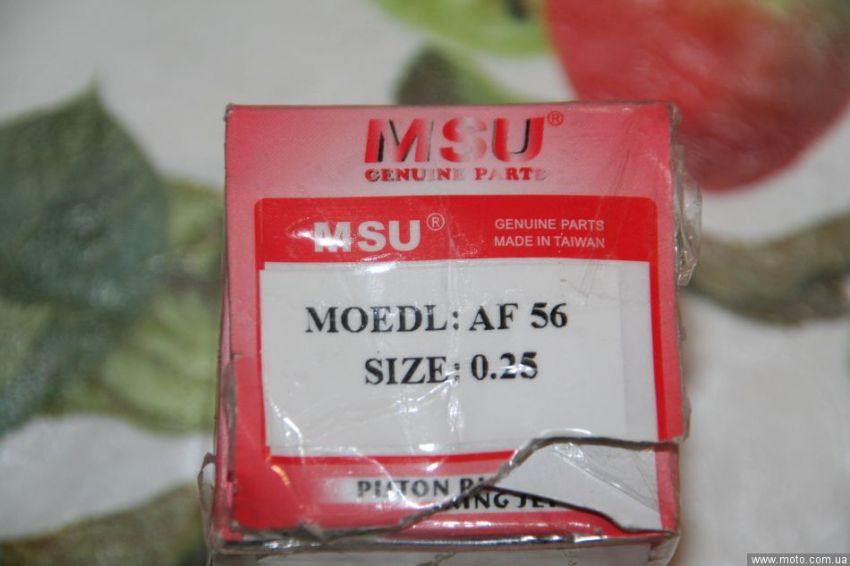 MSU®
GENUINE PARTS
MSU®
GENUINE PARTS
MADE IN TAIWAN
MOEDL: AF 56
SIZE: 0.25
PISTON
www.moto.com.ua